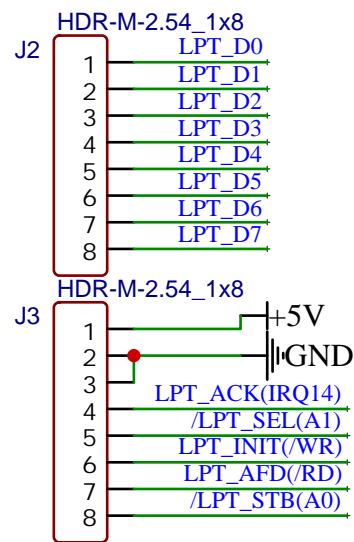 HDR-M-2.54_1x8
J2
1 LPT_D0
2 LPT_D1
3 LPT_D2
4 LPT_D3
5 LPT_D4
6 LPT_D5
7 LPT_D6
8 LPT_D7
HDR-M-2.54_1x8
J3
1 +5V
2 GND
3
4 LPT_ACK(IRQ14)
5 /LPT_SEL(A1)
6 LPT_INIT(/WR)
7 LPT_AFD(/RD)
8 /LPT_STB(A0)